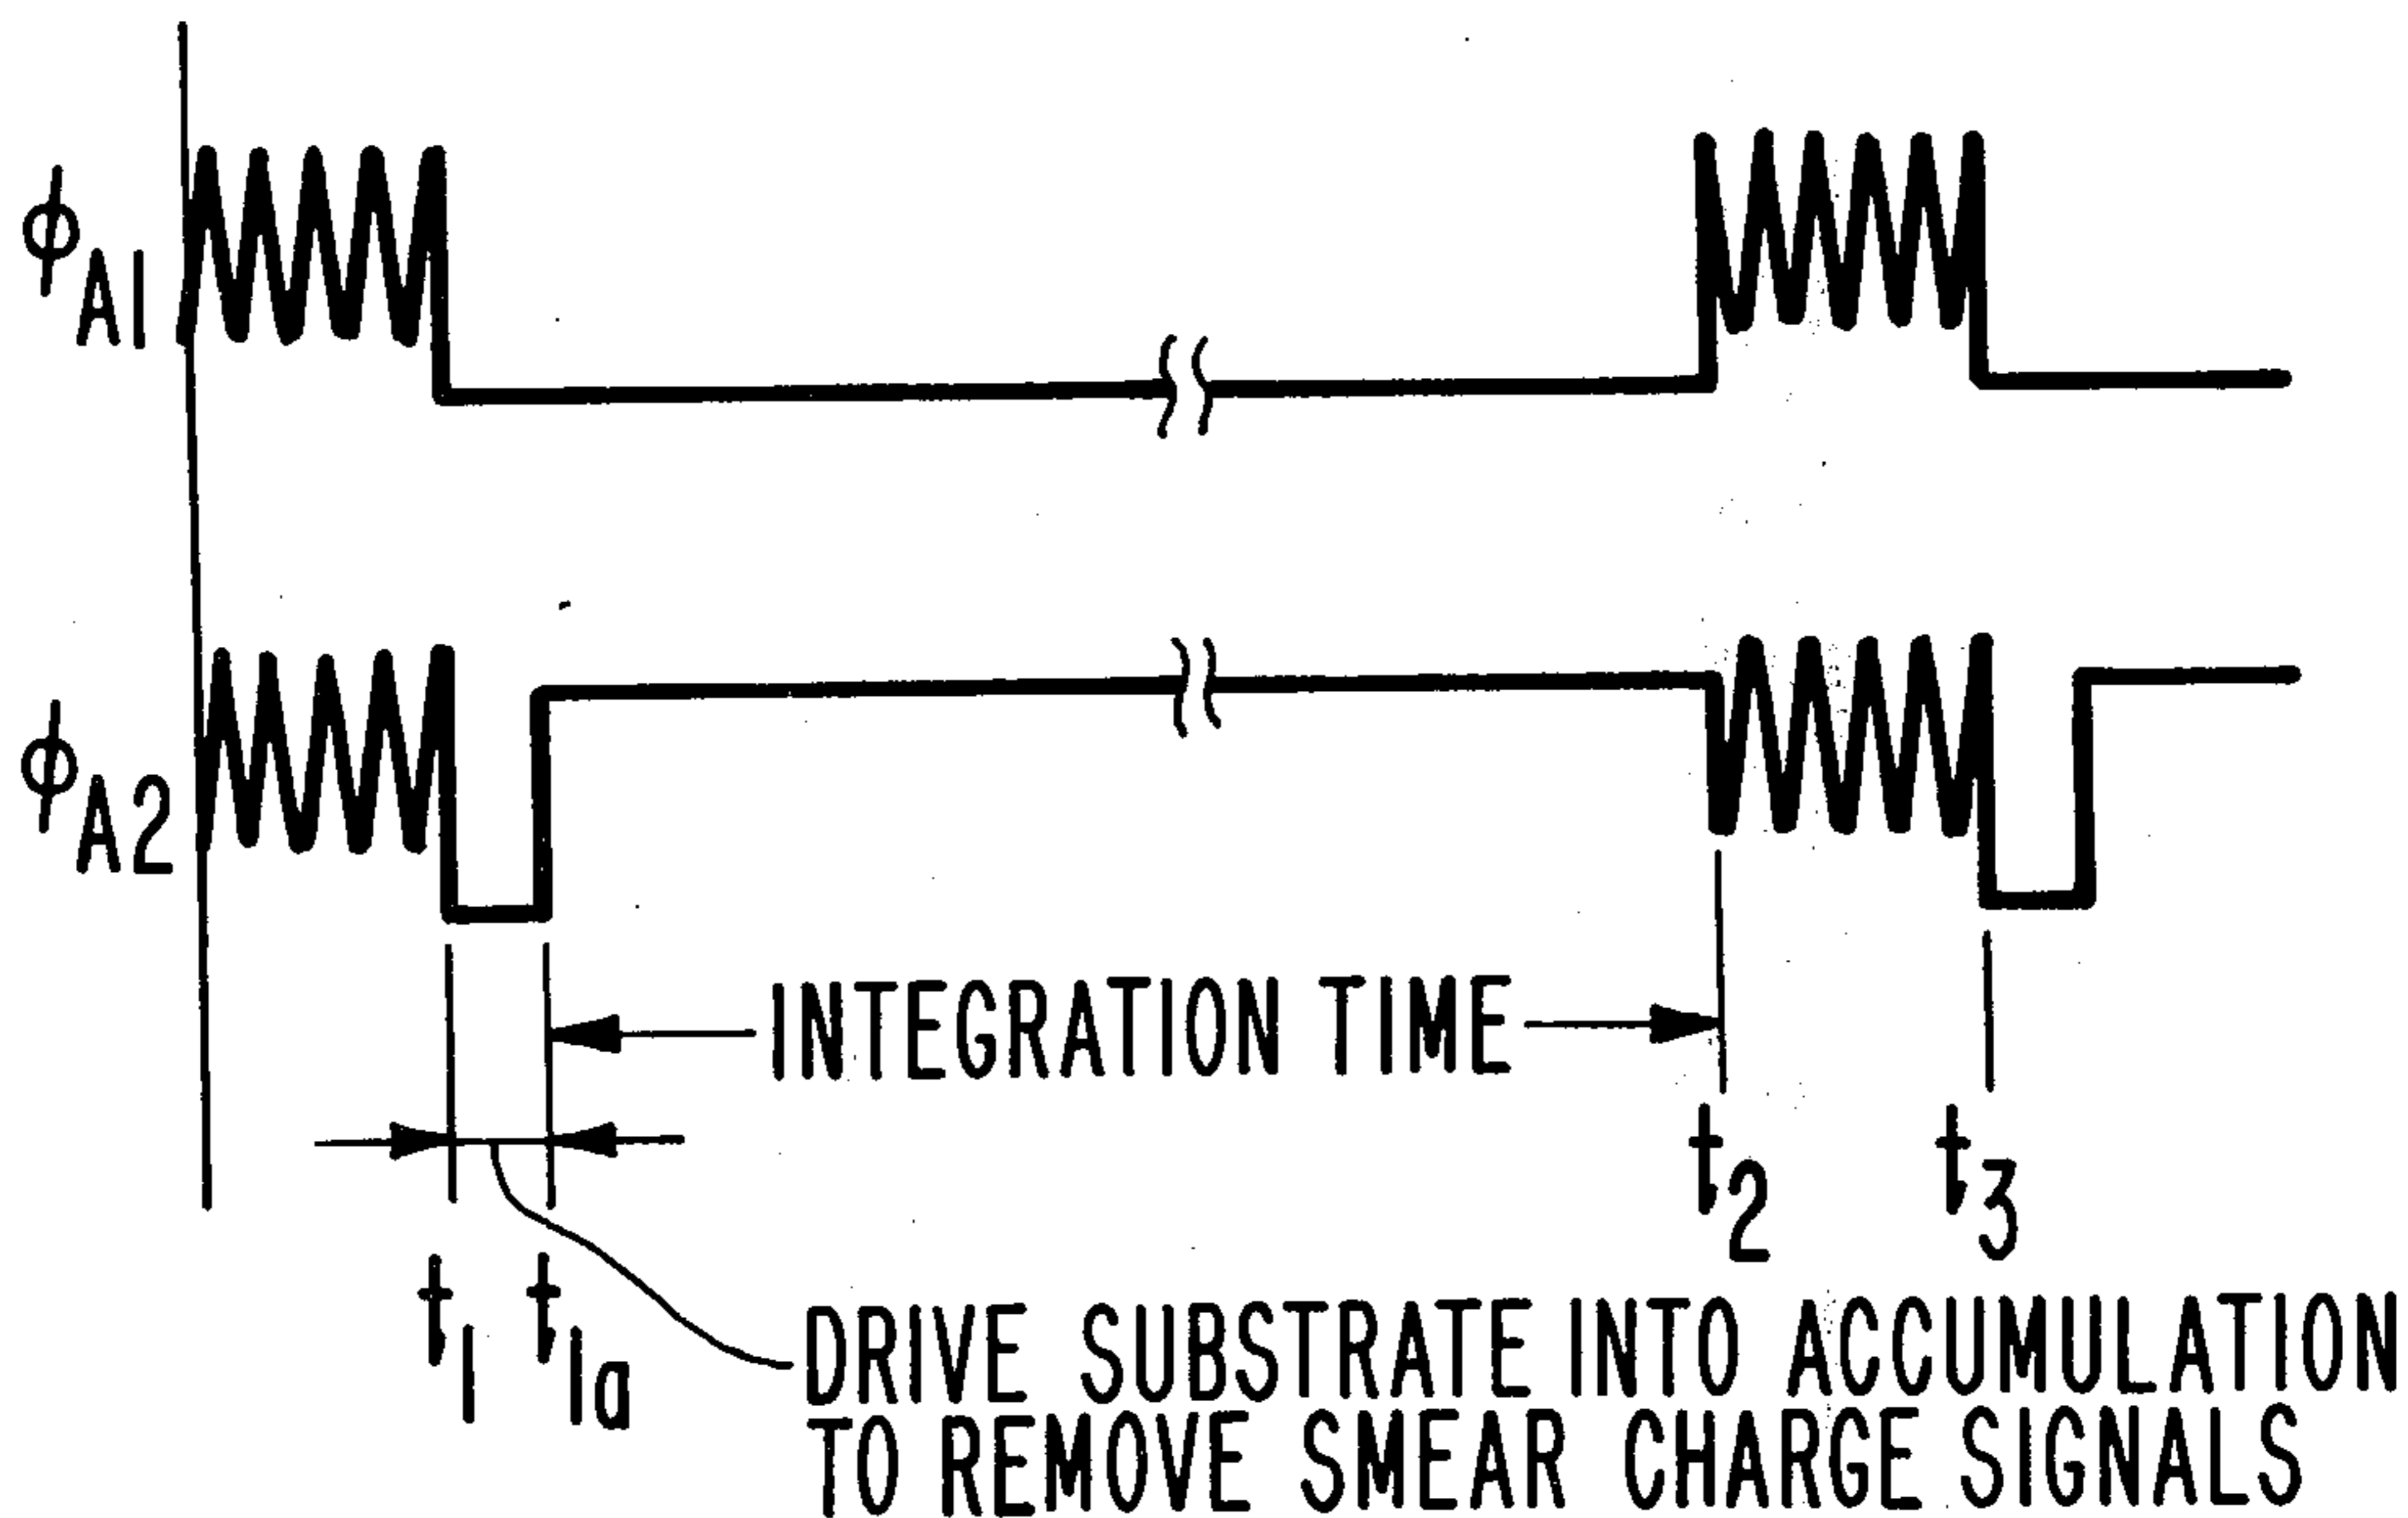 ϕA1
ϕA2
INTEGRATION TIME
t2
t3
t1
t1a
DRIVE SUBSTRATE INTO ACCUMULATION
TO REMOVE SMEAR CHARGE SIGNALS